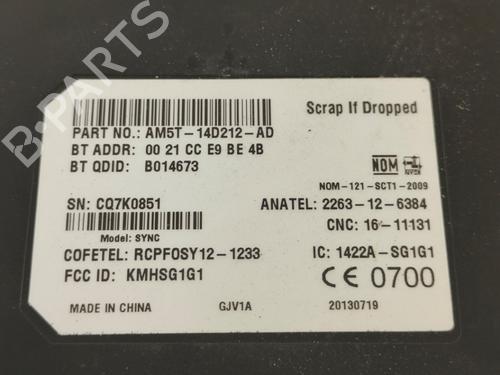 Scrap If Dropped
PART NO.: AM5T-14D212-AD
BT ADDR: 00 21 CC E9 BE 4B
BT QDID: B014673
NOM
NOM-121-SCT1-2009
SN: CQ7K0851
ANATEL: 2263-12-6384
Model: SYNC
CNC: 16-11131
COFETEL: RCPFOSY12-1233
IC: 1422A-SG1G1
FCC ID: KMHSG1G1
CE 0700
MADE IN CHINA
GJV1A
20130719
B-PARTS